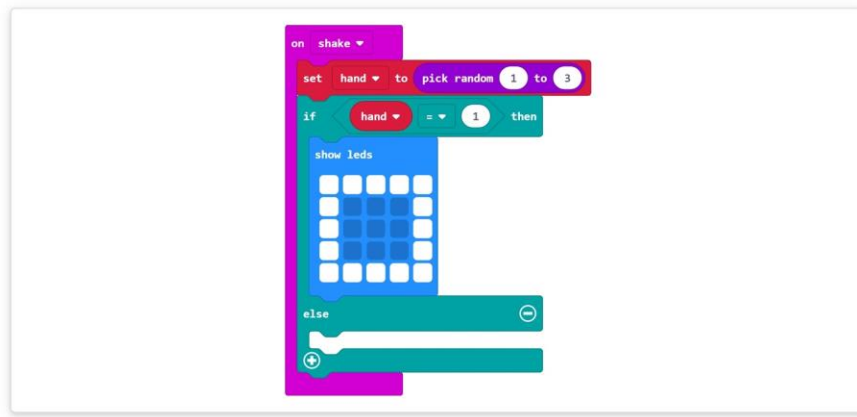 on shake
set hand to pick random 1 to 3
if hand = 1 then
show leds
else